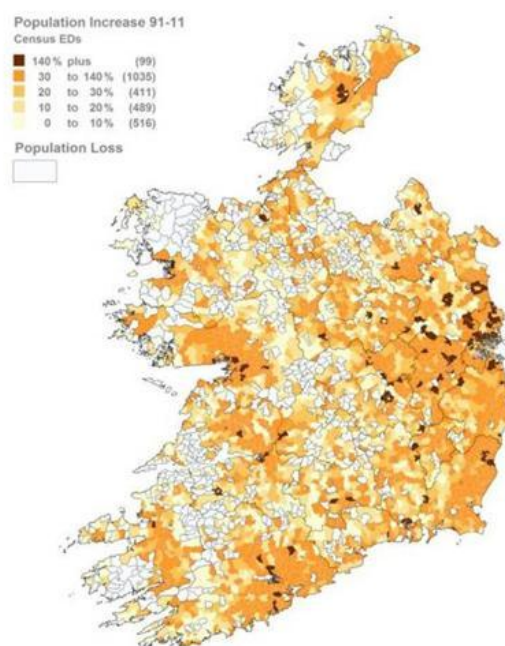 Population Increase 91-11
Census EDs
140% plus (99)
30 to 140% (1035)
20 to 30% (411)
10 to 20% (489)
0 to 10% (516)
Population Loss